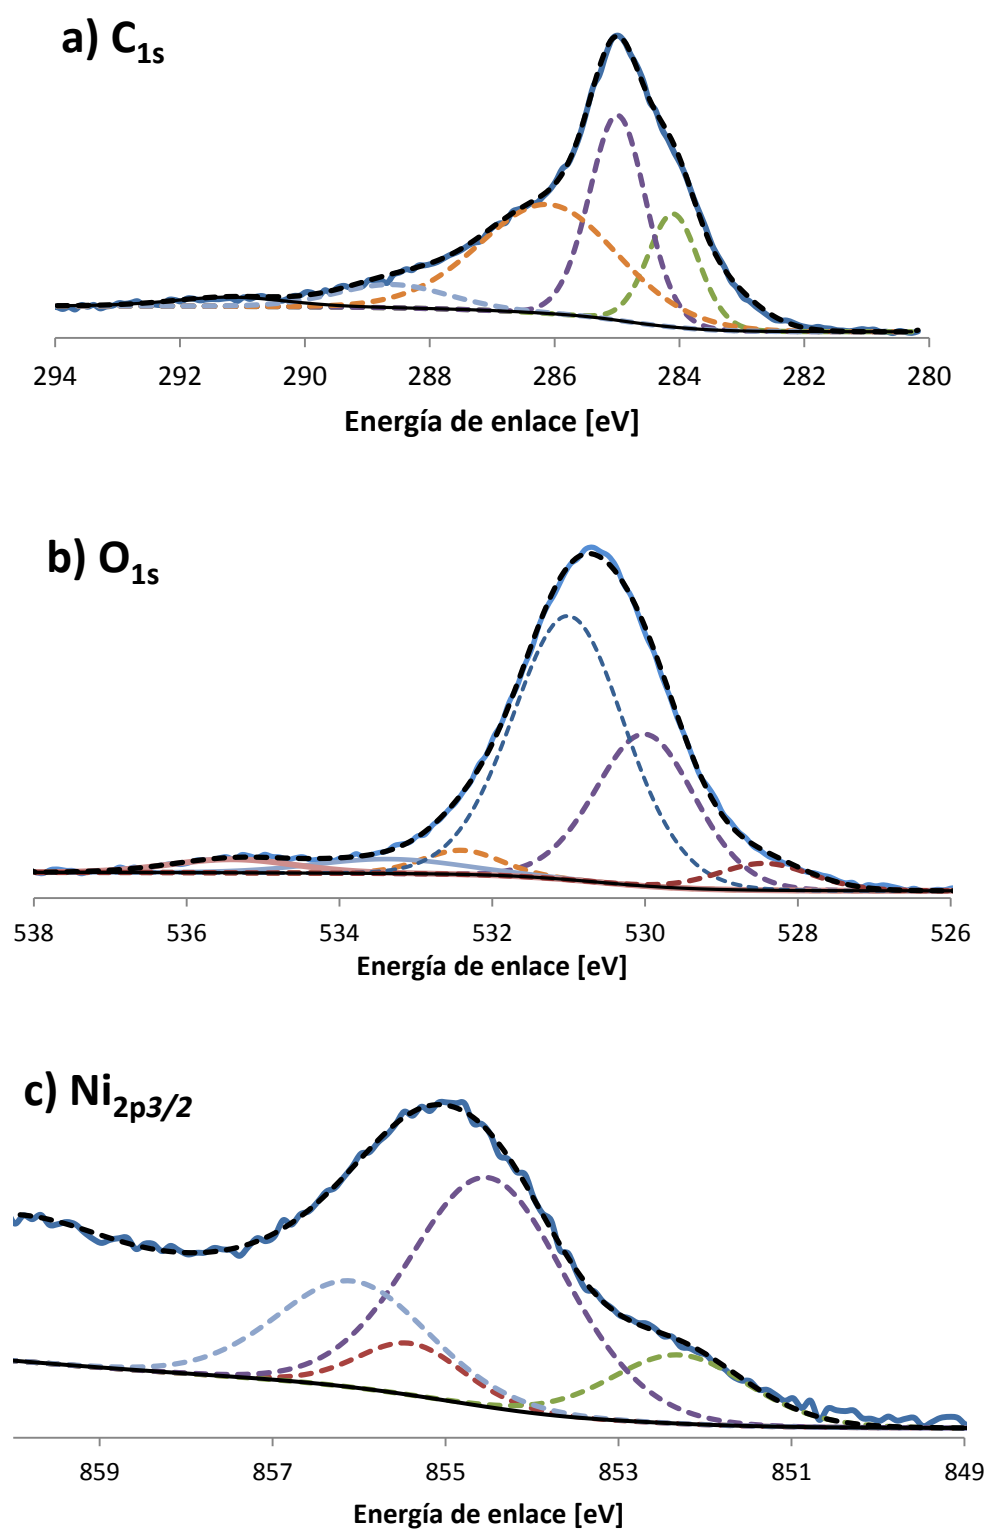 a) C1s
294 292 290 288 286 284 282 280
Energía de enlace [eV]
b) O1s
538 536 534 532 530 528 526
Energía de enlace [eV]
c) Ni2p3/2
859 857 855 853 851 849
Energía de enlace [eV]